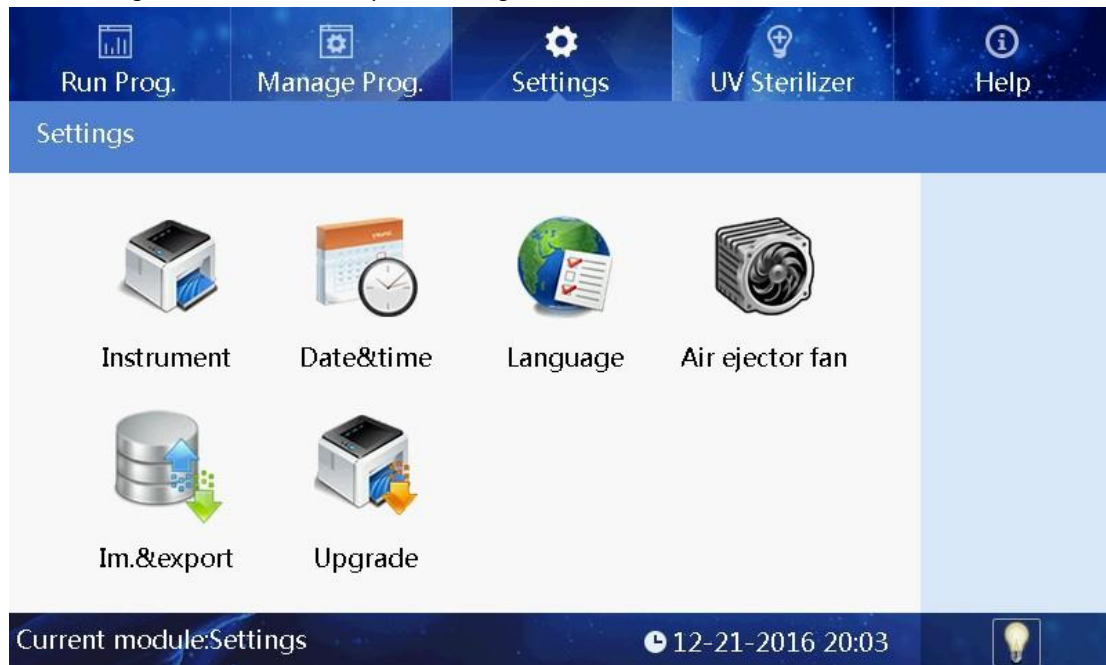 Run Prog. Manage Prog. Settings UV Sterilizer Help
Settings
Instrument Date&time Language Air ejector fan
Im.&export Upgrade
Current module:Settings 12-21-2016 20:03